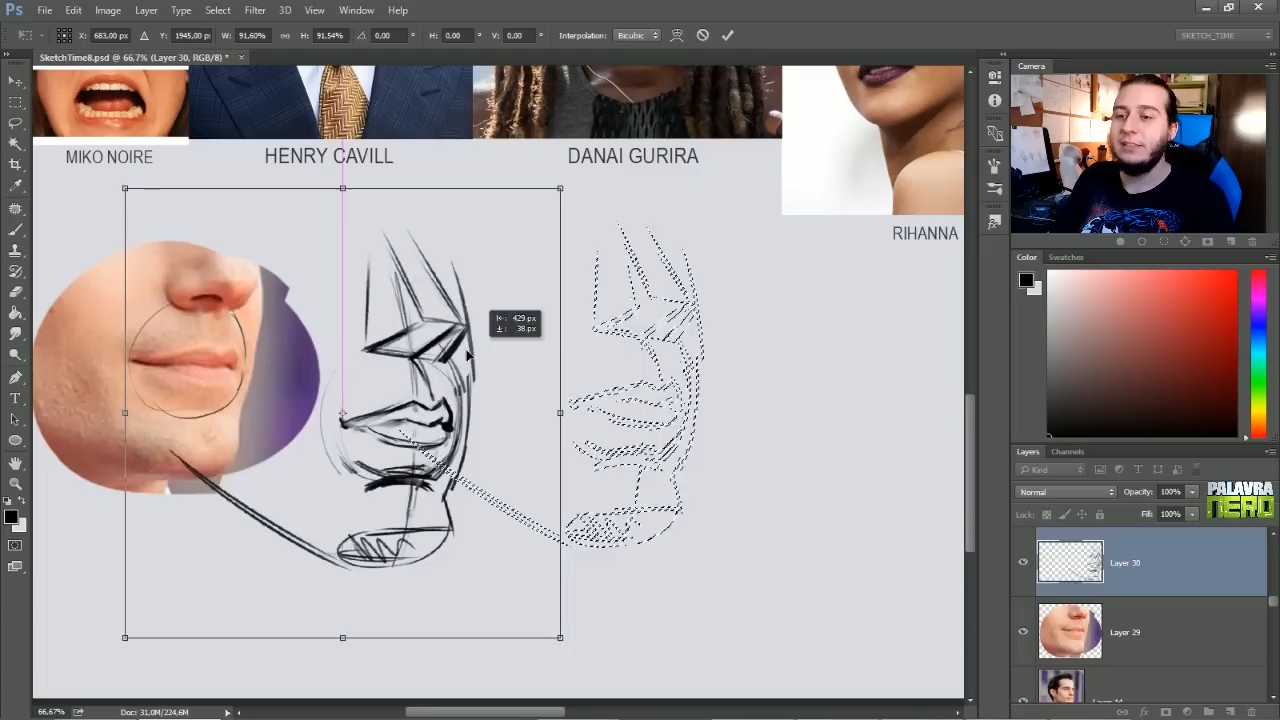 Ps File Edit Image Layer Type Select Filter 3D View Window Help
X: 683,00 px Y: 1945,00 px W: 91,60% H: 91,54% 0,00 ° H: 0,00 ° V: 0,00 ° Interpolation: Bicubic SKETCH_TIME
SketchTime8.psd @ 66,7% (Layer 30, RGB/8) * ×
Camera
MIKO NOIRE
HENRY CAVILL
DANAI GURIRA
RIHANNA
429 px
38 px
Color Swatches
Layers Channels
Kind
Normal Opacity: 100%
Lock: Fill: 100%
PALAVRA
NERD
Layer 30
Layer 29
66,67% Doc: 31,0M/224,6M